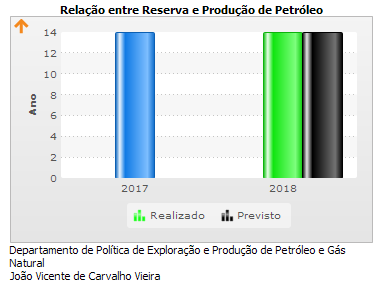 Relação entre Reserva e Produção de Petróleo
14
12
10
8
6
4
2
0
Ano
2017
2018
Realizado
Previsto
Departamento de Política de Exploração e Produção de Petróleo e Gás
Natural
João Vicente de Carvalho Vieira